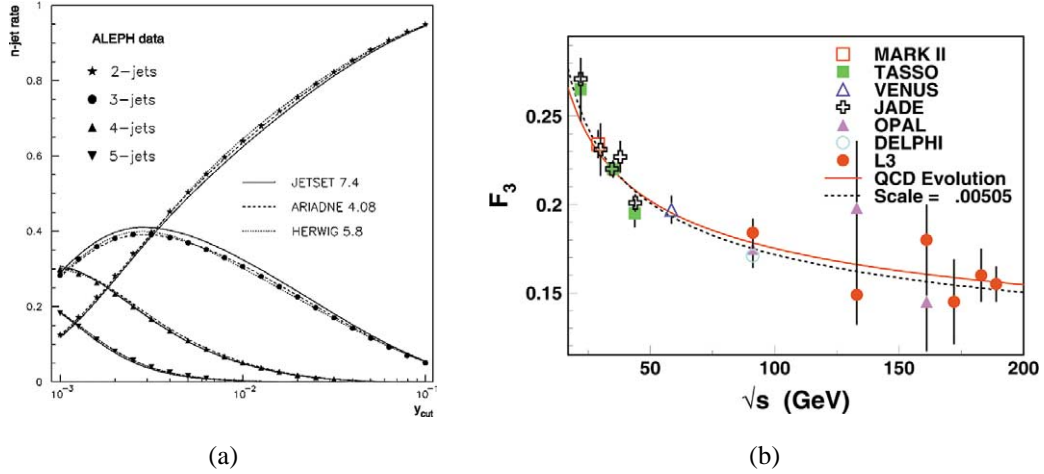 n-jet rate
1
0.8
0.6
0.4
0.2
0
ALEPH data
2-jets
3-jets
4-jets
5-jets
JETSET 7.4
ARIADNE 4.08
HERWIG 5.8
10⁻³
10⁻²
10⁻¹
y_cut
(a)
F₃
0.25
0.2
0.15
MARK II
TASSO
VENUS
JADE
OPAL
DELPHI
L3
QCD Evolution
Scale = .00505
50
100
150
200
√s (GeV)
(b)